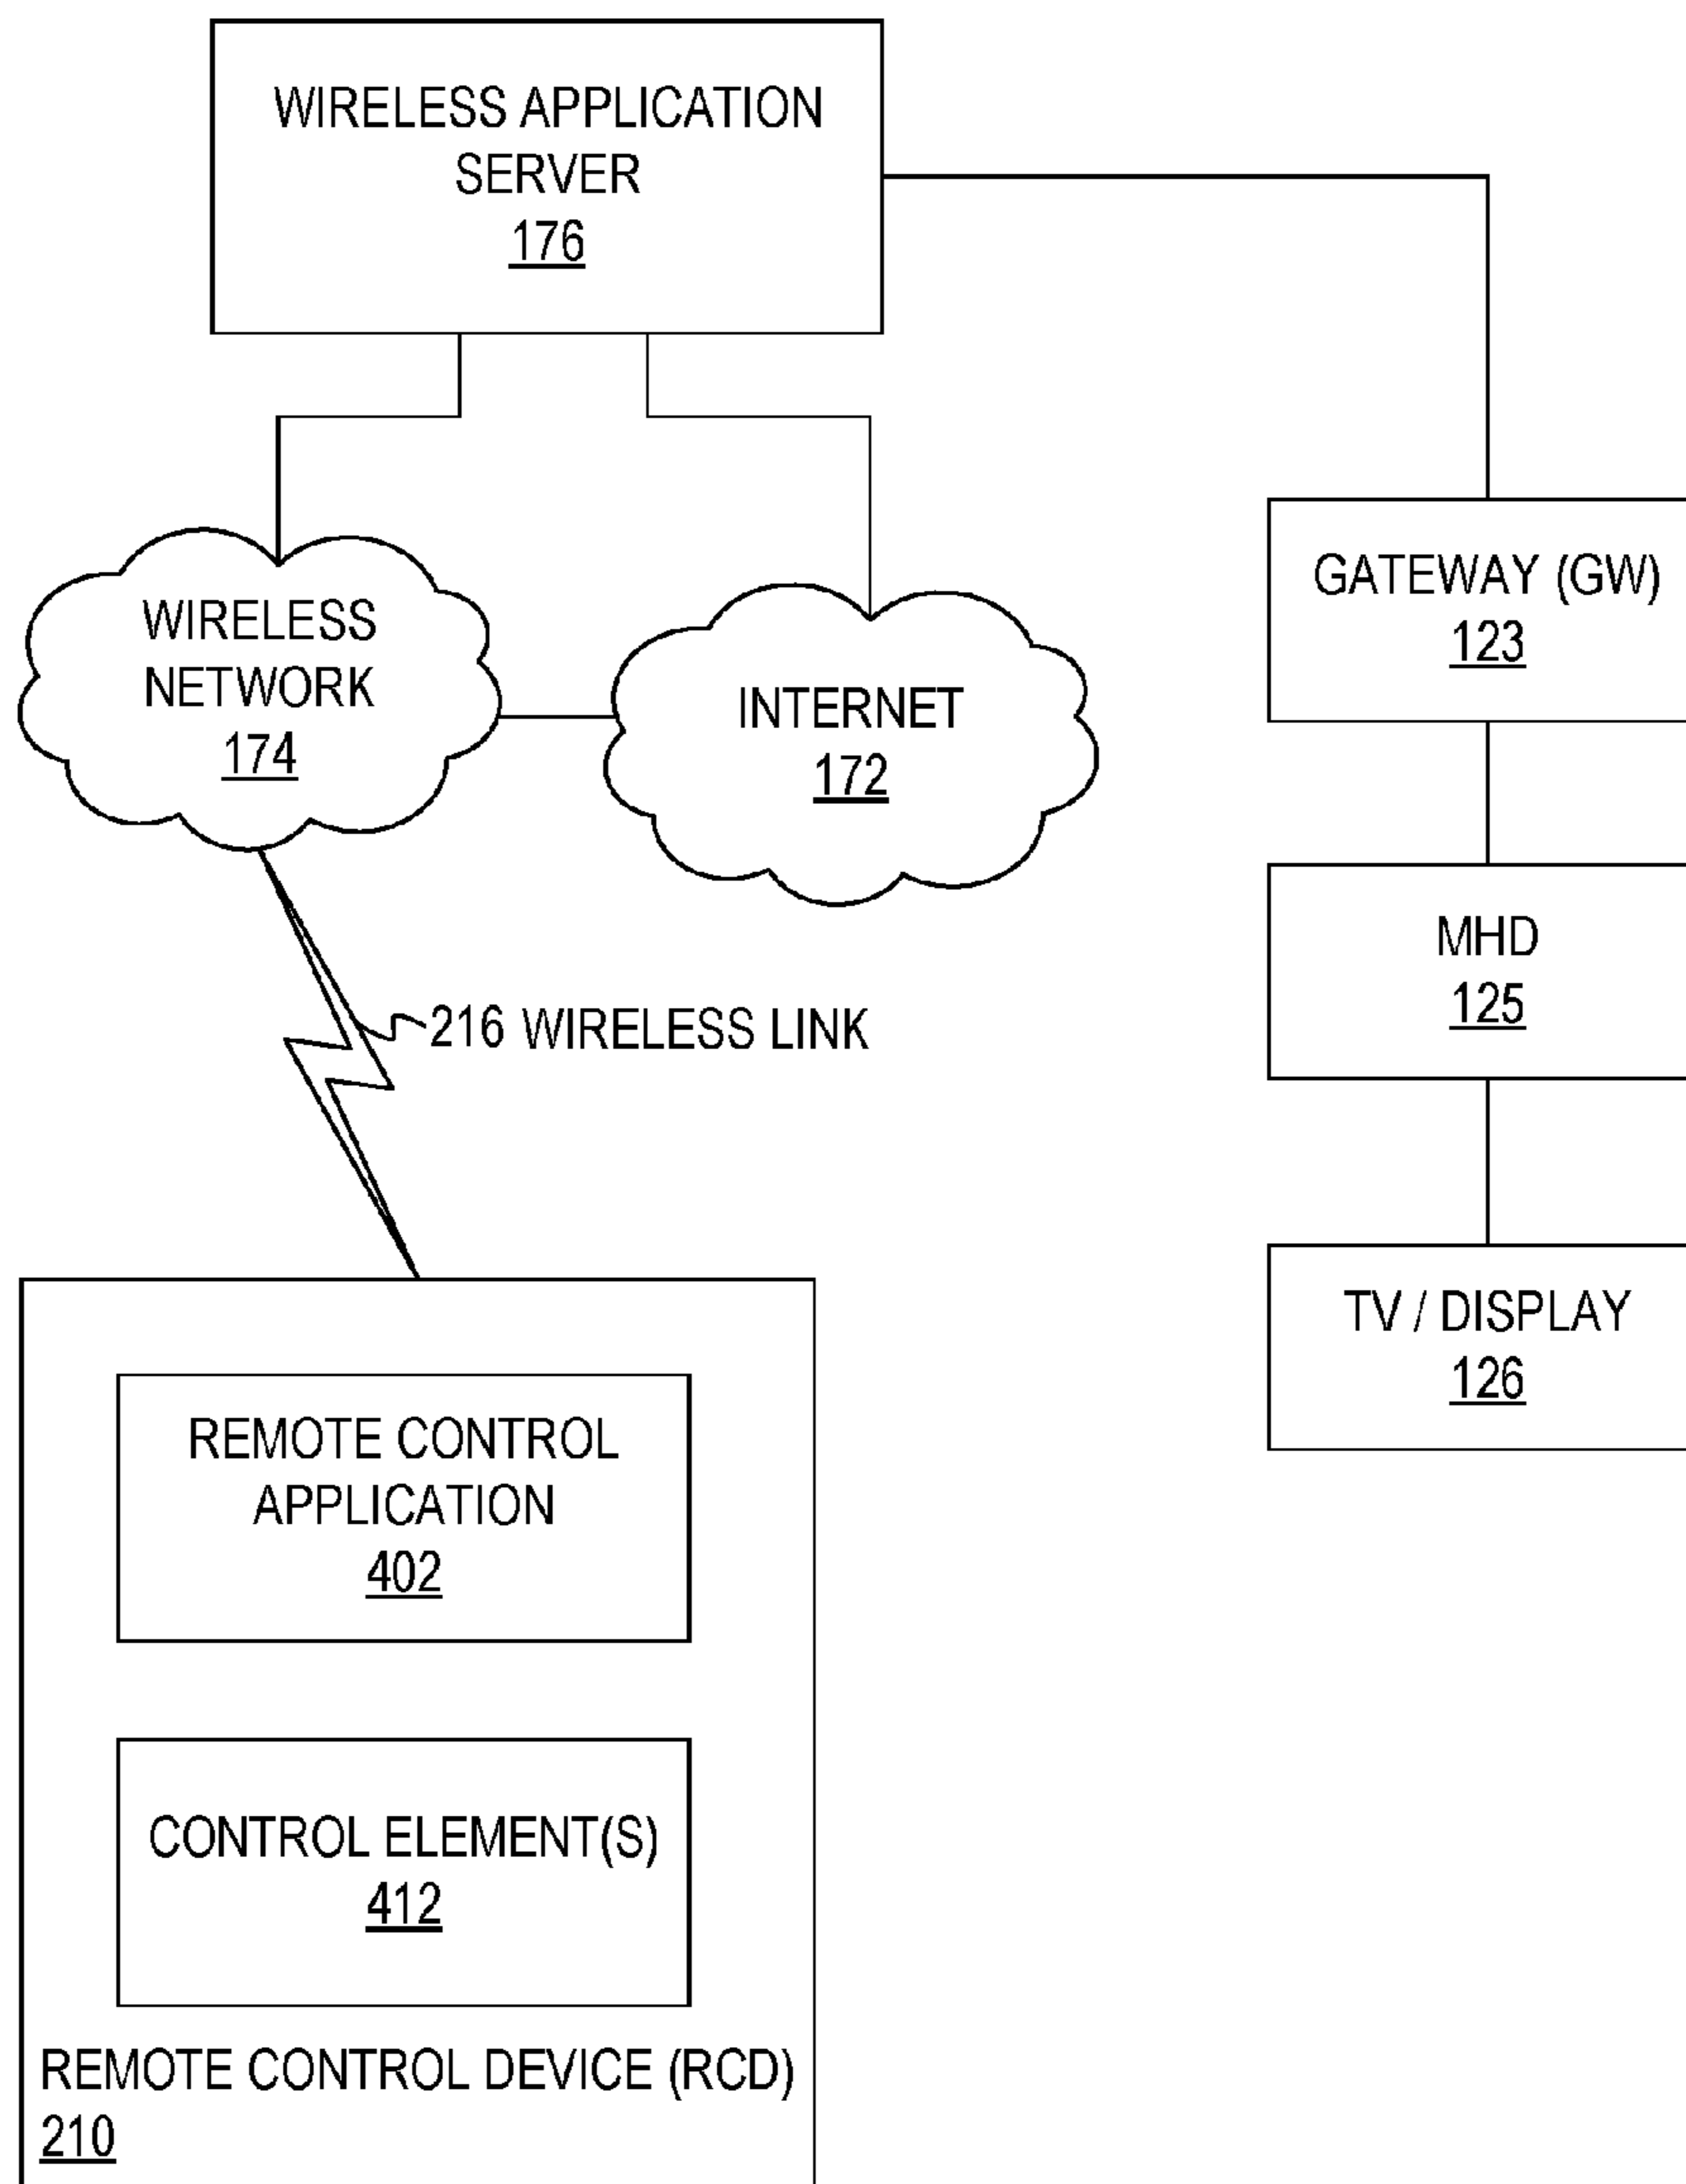 WIRELESS APPLICATION
SERVER
176
GATEWAY (GW)
123
WIRELESS
NETWORK
174
INTERNET
172
MHD
125
216 WIRELESS LINK
TV / DISPLAY
126
REMOTE CONTROL
APPLICATION
402
CONTROL ELEMENT(S)
412
REMOTE CONTROL DEVICE (RCD)
210